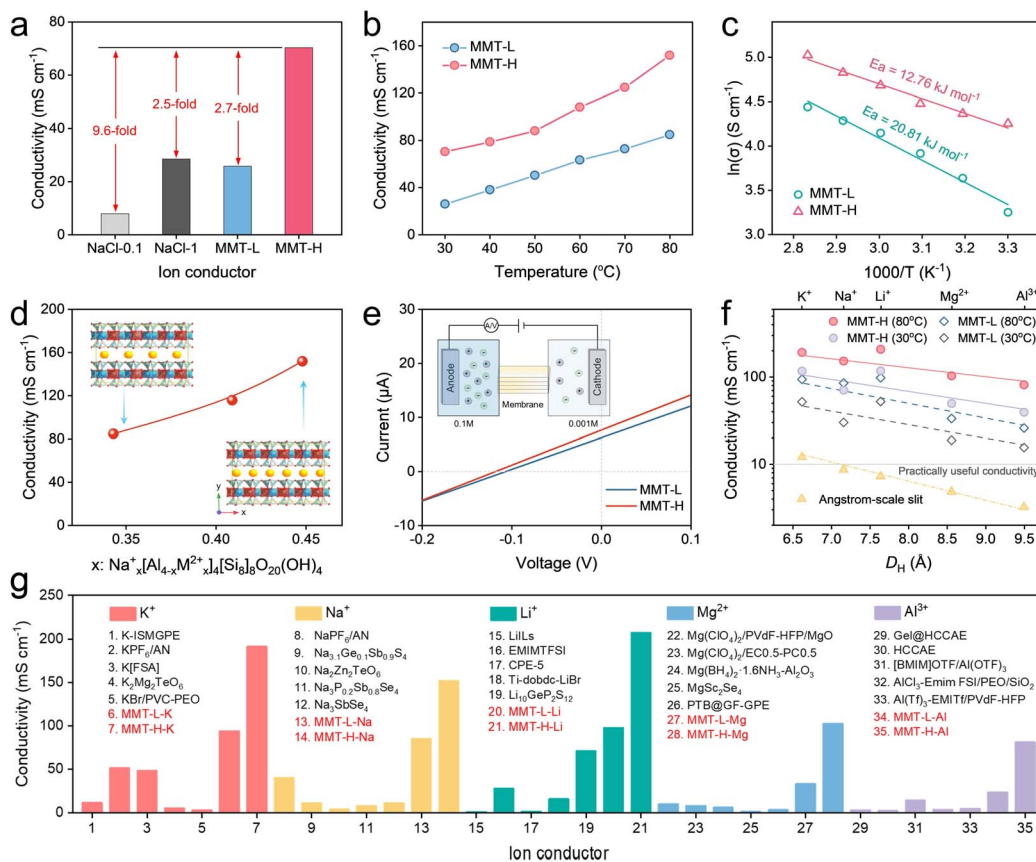 a
Conductivity (mS cm⁻¹)
80
60
40
20
0
9.6-fold
2.5-fold
2.7-fold
NaCl-0.1
NaCl-1
MMT-L
MMT-H
Ion conductor
b
Conductivity (mS cm⁻¹)
160
120
80
40
0
MMT-L
MMT-H
30
40
50
60
70
80
Temperature (°C)
c
ln(σ) (S cm⁻¹)
5.0
4.5
4.0
3.5
3.0
Ea = 12.76 kJ mol⁻¹
Ea = 20.81 kJ mol⁻¹
MMT-L
MMT-H
2.8
2.9
3.0
3.1
3.2
3.3
1000/T (K⁻¹)
d
Conductivity (mS cm⁻¹)
200
160
120
80
40
0
y
x
0.35
0.40
0.45
x: Na⁺ₓ[Al₄₋ₓM²⁺ₓ]₄[Si₈]₈O₂₀(OH)₄
e
Current (μA)
30
20
10
0
-10
A/V
Anode
Cathode
Membrane
0.1M
0.001M
MMT-L
MMT-H
-0.2
-0.1
0.0
0.1
Voltage (V)
f
K⁺
Na⁺
Li⁺
Mg²⁺
Al³⁺
Conductivity (mS cm⁻¹)
100
10
MMT-H (80°C)
MMT-L (80°C)
MMT-H (30°C)
MMT-L (30°C)
Practically useful conductivity
Angstrom-scale slit
6.5
7.0
7.5
8.0
8.5
9.0
9.5
D_H (Å)
g
Conductivity (mS cm⁻¹)
250
200
150
100
50
0
K⁺
1. K-ISMGPE
2. KPF₆/AN
3. K[FSA]
4. K₂Mg₂TeO₆
5. KBr/PVC-PEO
6. MMT-L-K
7. MMT-H-K
Na⁺
8. NaPF₆/AN
9. Na₃.₁Ge₀.₁Sb₀.₉S₄
10. Na₂Zn₂TeO₆
11. Na₃P₀.₂Sb₀.₈Se₄
12. Na₃SbSe₄
13. MMT-L-Na
14. MMT-H-Na
Li⁺
15. LiILs
16. EMIMTFSI
17. CPE-5
18. Ti-dobdc-LiBr
19. Li₁₀GeP₂S₁₂
20. MMT-L-Li
21. MMT-H-Li
Mg²⁺
22. Mg(ClO₄)₂/PVdF-HFP/MgO
23. Mg(ClO₄)₂/EC0.5-PC0.5
24. Mg(BH₄)₂·1.6NH₃-Al₂O₃
25. MgSc₂Se₄
26. PTB@GF-GPE
27. MMT-L-Mg
28. MMT-H-Mg
Al³⁺
29. Gel@HCCAE
30. HCCAE
31. [BMIM]OTF/Al(OTF)₃
32. AlCl₃-Emim FSI/PEO/SiO₂
33. Al(Tf)₃-EMITf/PVdF-HFP
34. MMT-L-Al
35. MMT-H-Al
1
3
5
7
9
11
13
15
17
19
21
23
25
27
29
31
33
35
Ion conductor